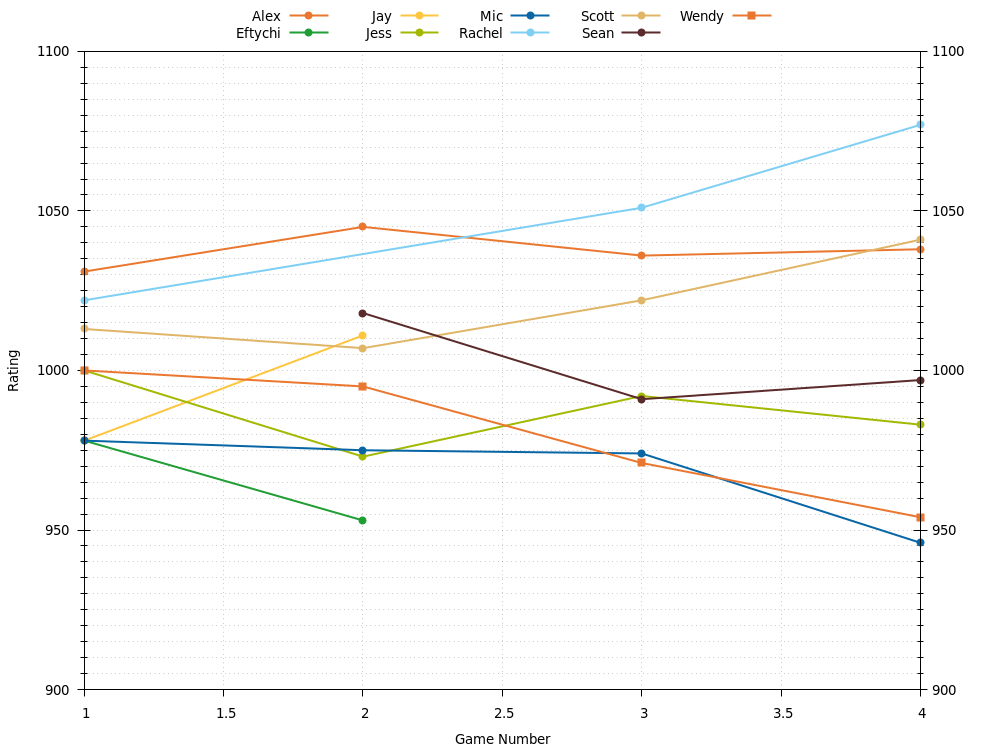 Alex Jay Mic Scott Wendy
Eftychi Jess Rachel Sean
1100 1100
1050 1050
1000 1000
950 950
900 900
Rating
1 1.5 2 2.5 3 3.5 4
Game Number